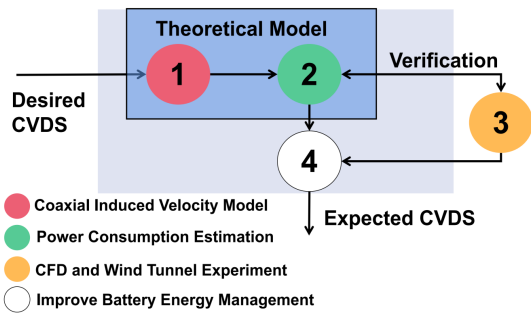 Theoretical Model
1
2
Verification
Desired
CVDS
3
4
Expected CVDS
Coaxial Induced Velocity Model
Power Consumption Estimation
CFD and Wind Tunnel Experiment
Improve Battery Energy Management